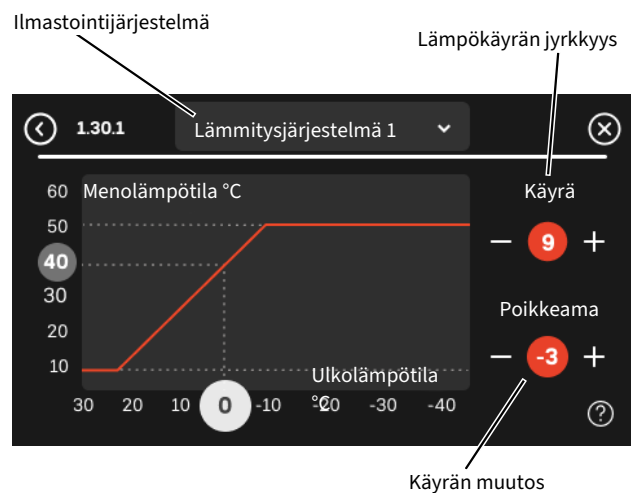 Ilmastointijärjestelmä
Lämpökäyrän jyrkkyys
1.30.1
Lämmitysjärjestelmä 1
60
Menolämpötila °C
Käyrä
50
40
30
20
10
9
Poikkeama
-3
Ulkolämpötila
°C
30 20 10 0 -10 -20 -30 -40
?
Käyrän muutos